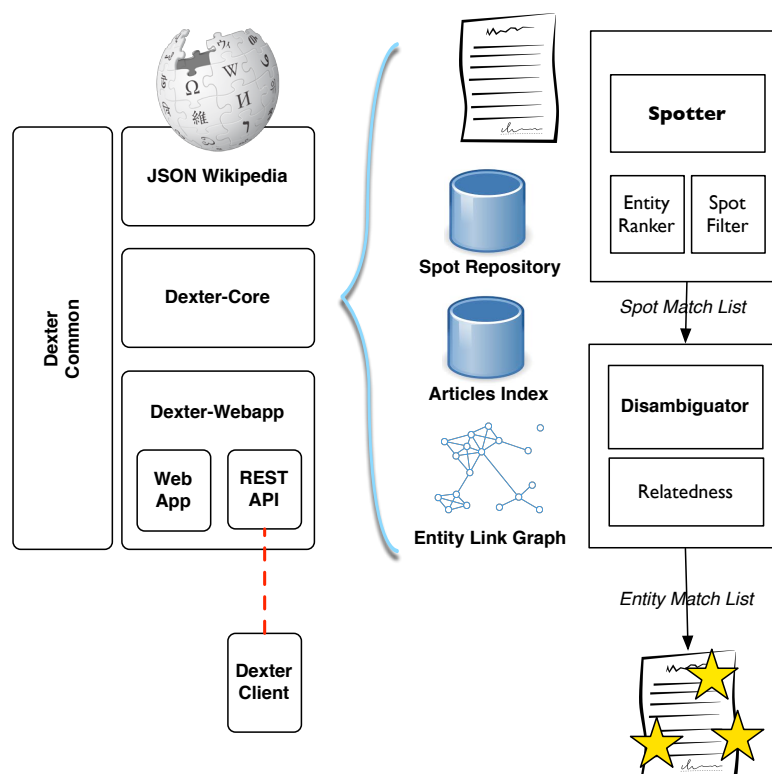 Ω
W
И
維
JSON Wikipedia
Dexter
Common
Dexter-Core
Dexter-Webapp
Web
App
REST
API
Dexter
Client
Spot Repository
Articles Index
Entity Link Graph
Spotter
Entity
Ranker
Spot
Filter
Spot Match List
Disambiguator
Relatedness
Entity Match List